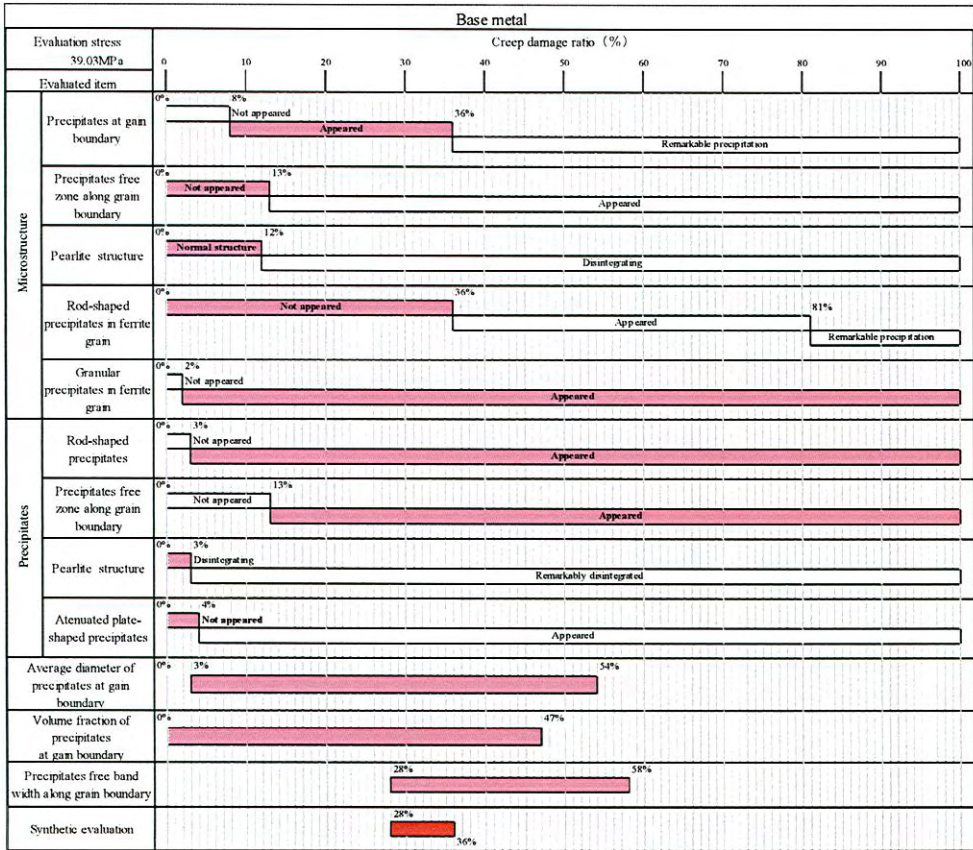 Base metal
Evaluation stress
39.03MPa
Creep damage ratio (%)
0 10 20 30 40 50 60 70 80 90 100
Evaluated item
Microstructure
Precipitates at gain
boundary
0% 8% 36%
Not appeared
Appeared
Remarkable precipitation
Precipitates free
zone along grain
boundary
0% 13%
Not appeared
Appeared
Pearlite structure
0% 12%
Normal structure
Disintegrating
Rod-shaped
precipitates in ferrite
grain
0% 36% 81%
Not appeared
Appeared
Remarkable precipitation
Granular
precipitates in ferrite
grain
0% 2%
Not appeared
Appeared
Precipitates
Rod-shaped
precipitates
0% 3%
Not appeared
Appeared
Precipitates free
zone along grain
boundary
0% 13%
Not appeared
Appeared
Pearlite structure
0% 3%
Disintegrating
Remarkably disintegrated
Atenuated plate-
shaped precipitates
0% 4%
Not appeared
Appeared
Average diameter of
precipitates at gain
boundary
0% 3% 54%
Volume fraction of
precipitates
at gain boundary
0% 47%
Precipitates free band
width along grain boundary
28% 58%
Synthetic evaluation
28%
36%